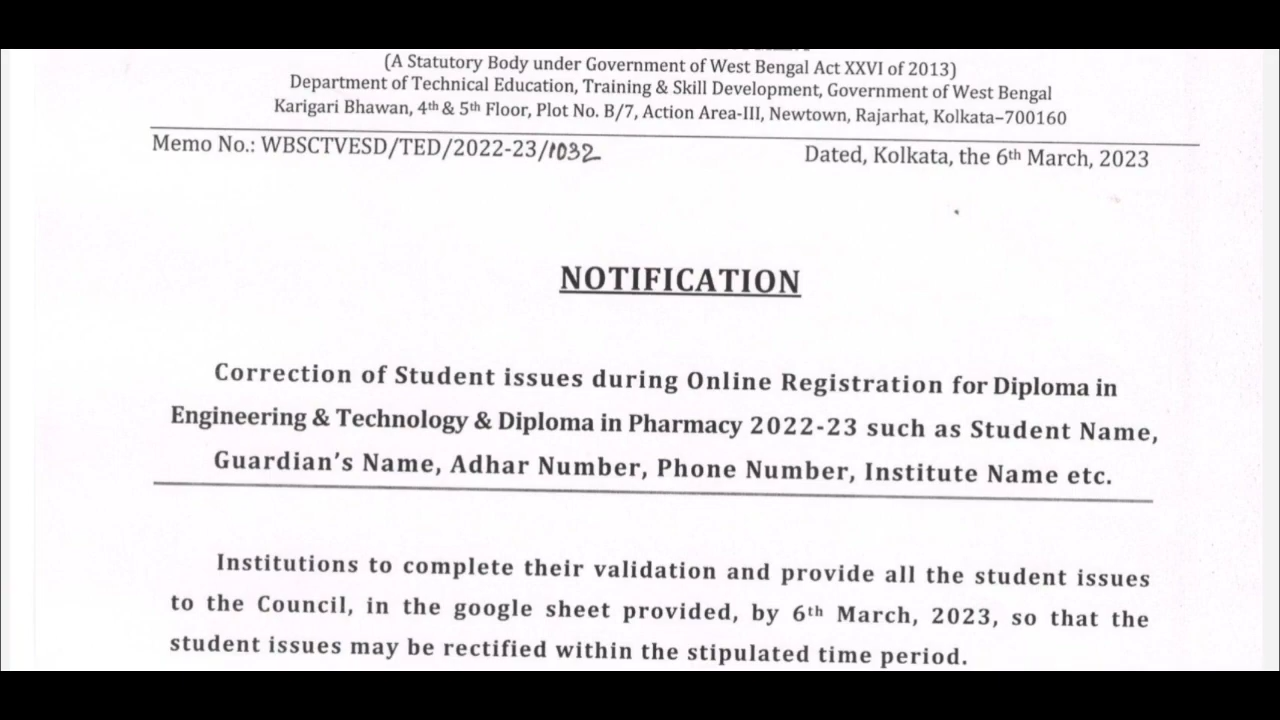 (A Statutory Body under Government of West Bengal Act XXVI of 2013)
Department of Technical Education, Training & Skill Development, Government of West Bengal
Karigari Bhawan, 4th & 5th Floor, Plot No. B/7, Action Area-III, Newtown, Rajarhat, Kolkata–700160
Memo No.: WBSCTVESD/TED/2022-23/1032 Dated, Kolkata, the 6th March, 2023
NOTIFICATION
Correction of Student issues during Online Registration for Diploma in
Engineering & Technology & Diploma in Pharmacy 2022-23 such as Student Name,
Guardian's Name, Adhar Number, Phone Number, Institute Name etc.
Institutions to complete their validation and provide all the student issues
to the Council, in the google sheet provided, by 6th March, 2023, so that the
student issues may be rectified within the stipulated time period.